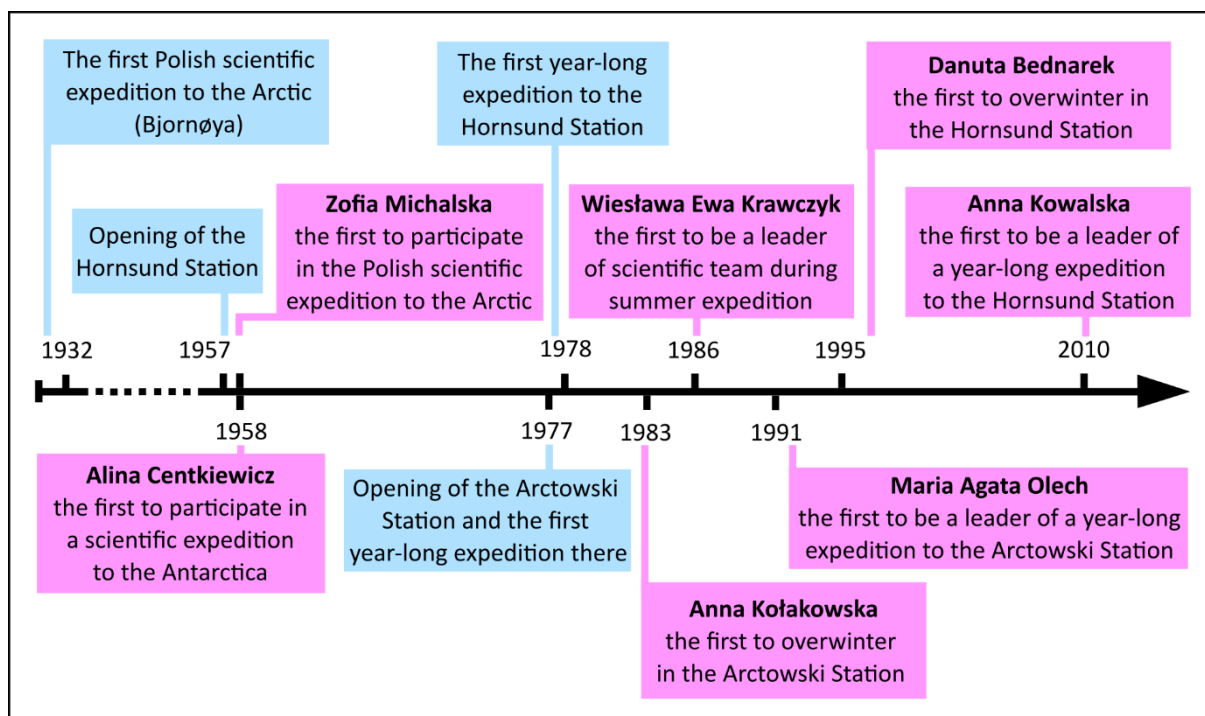 The first Polish scientific
expedition to the Arctic
(Bjornøya)
The first year-long
expedition to the
Hornsund Station
Danuta Bednarek
the first to overwinter in
the Hornsund Station
Opening of the
Hornsund Station
Zofia Michalska
the first to participate
in the Polish scientific
expedition to the Arctic
Wiesława Ewa Krawczyk
the first to be a leader
of scientific team during
summer expedition
Anna Kowalska
the first to be a leader of
a year-long expedition
to the Hornsund Station
1932 1957 1978 1986 1995 2010
1958 1977 1983 1991
Alina Centkiewicz
the first to participate in
a scientific expedition
to the Antarctica
Opening of the Arctowski
Station and the first
year-long expedition there
Maria Agata Olech
the first to be a leader of a year-long
expedition to the Arctowski Station
Anna Kołakowska
the first to overwinter
in the Arctowski Station